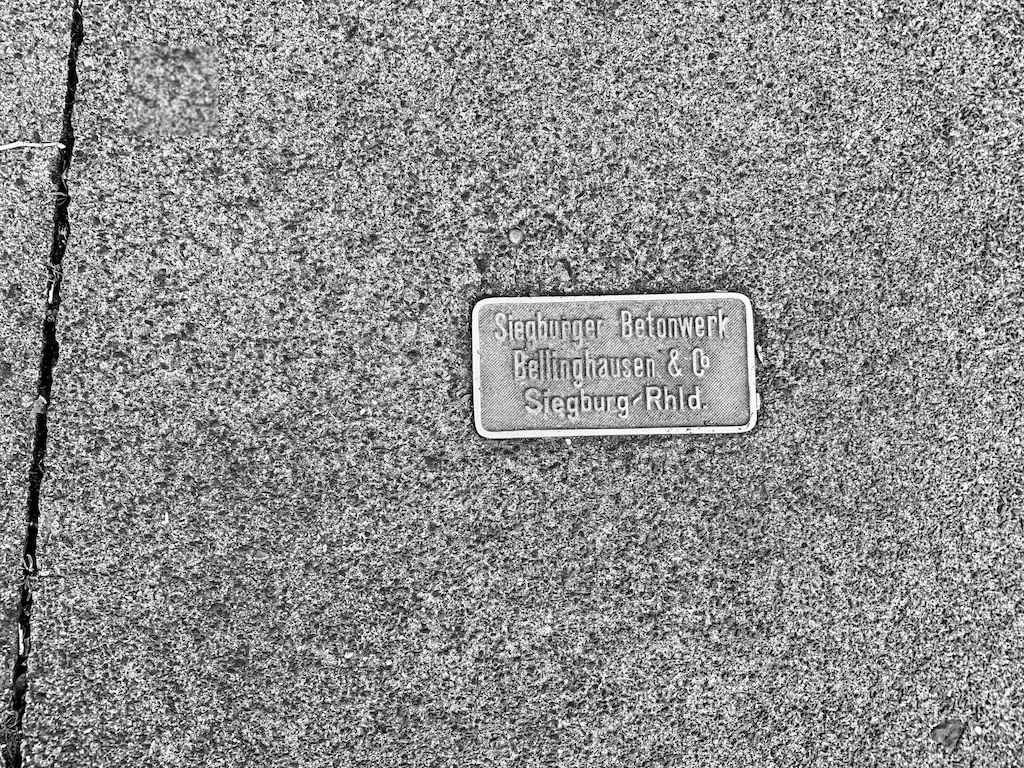 Siegburger Betonwerk
Bellinghausen & Co
Siegburg-Rhld.